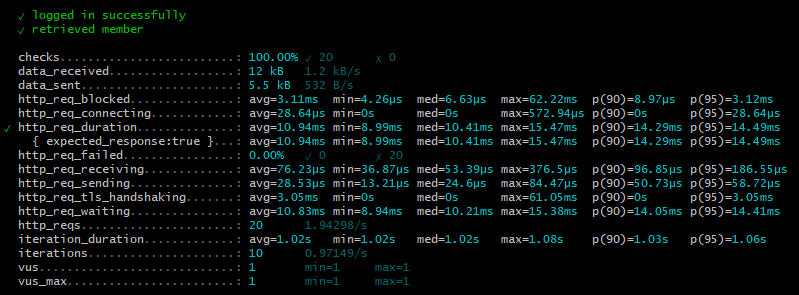 ✓ logged in successfully
✓ retrieved member
checks.........................: 100.00% ✓ 20 ✗ 0
data_received..................: 12 kB 1.2 kB/s
data_sent......................: 5.5 kB 532 B/s
http_req_blocked...............: avg=3.11ms min=4.26µs med=6.63µs max=62.22ms p(90)=8.97µs p(95)=3.12ms
http_req_connecting............: avg=28.64µs min=0s med=0s max=572.94µs p(90)=0s p(95)=28.64µs
✓ http_req_duration..............: avg=10.94ms min=8.99ms med=10.41ms max=15.47ms p(90)=14.29ms p(95)=14.49ms
{ expected_response:true }...: avg=10.94ms min=8.99ms med=10.41ms max=15.47ms p(90)=14.29ms p(95)=14.49ms
http_req_failed................: 0.00% ✓ 0 ✗ 20
http_req_receiving.............: avg=76.23µs min=36.87µs med=53.39µs max=376.5µs p(90)=96.85µs p(95)=186.55µs
http_req_sending...............: avg=28.53µs min=13.21µs med=24.6µs max=84.47µs p(90)=50.73µs p(95)=58.72µs
http_req_tls_handshaking.......: avg=3.05ms min=0s med=0s max=61.05ms p(90)=0s p(95)=3.05ms
http_req_waiting...............: avg=10.83ms min=8.94ms med=10.21ms max=15.38ms p(90)=14.05ms p(95)=14.41ms
http_reqs......................: 20 1.94298/s
iteration_duration.............: avg=1.02s min=1.02s med=1.02s max=1.08s p(90)=1.03s p(95)=1.06s
iterations.....................: 10 0.97149/s
vus............................: 1 min=1 max=1
vus_max........................: 1 min=1 max=1